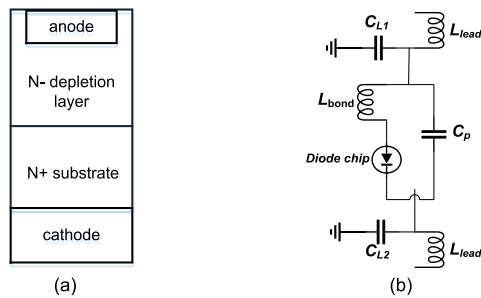 anode
N- depletion
layer
N+ substrate
cathode
(a)
C_L1
L_lead
L_bond
C_p
Diode chip
C_L2
L_lead
(b)